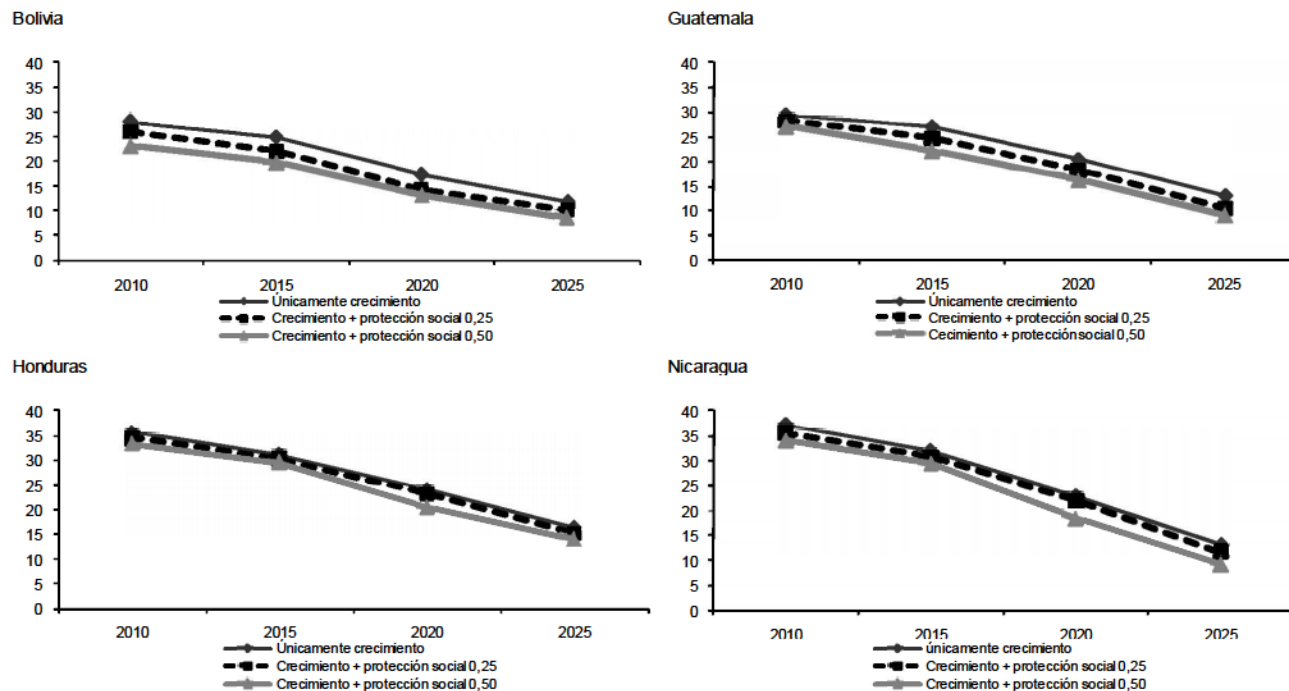 Bolivia
40
35
30
25
20
15
10
5
0
2010 2015 2020 2025
Únicamente crecimiento
Crecimiento + protección social 0,25
Crecimiento + protección social 0,50
Guatemala
40
35
30
25
20
15
10
5
0
2010 2015 2020 2025
Únicamente crecimiento
Crecimiento + protección social 0,25
Cecimiento + protección social 0,50
Honduras
40
35
30
25
20
15
10
5
0
2010 2015 2020 2025
Únicamente crecimiento
Crecimiento + protección social 0,25
Crecimiento + protección social 0,50
Nicaragua
40
35
30
25
20
15
10
5
0
2010 2015 2020 2025
únicamente crecimiento
Crecimiento + protección social 0,25
Crecimiento + protección social 0,50